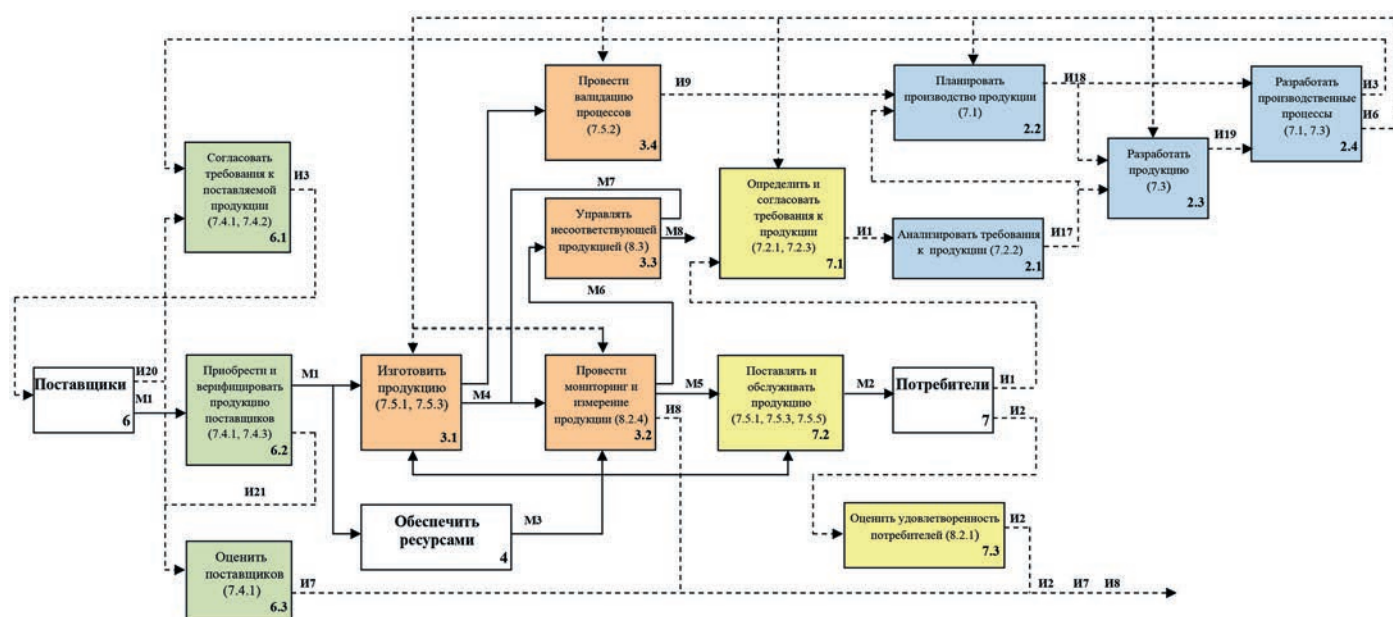 Провести
валидацию
процессов
(7.5.2)
3.4
И9
Планировать
производство продукции
(7.1)
2.2
И18
Разработать
производственные
процессы
(7.1, 7.3)
2.4
И3
И6
Согласовать
требования к
поставляемой
продукции
(7.4.1, 7.4.2)
6.1
И3
Разработать
продукцию
(7.3)
2.3
И19
М7
Управлять
несоответствующей
продукцией (8.3)
3.3
М8
М6
Определить и
согласовать
требования к
продукции
(7.2.1, 7.2.3)
7.1
И1
Анализировать требования
к продукции (7.2.2)
2.1
И17
Поставщики
6
И20
М1
Приобрести и
верифицировать
продукцию
поставщиков
(7.4.1, 7.4.3)
6.2
М1
И21
Изготовить
продукцию
(7.5.1, 7.5.3)
3.1
М4
Провести
мониторинг и
измерение
продукции (8.2.4)
3.2
М5
И8
Поставлять и
обслуживать
продукцию
(7.5.1, 7.5.3, 7.5.5)
7.2
М2
Потребители
7
И1
И2
Обеспечить
ресурсами
4
М3
Оценить удовлетворенность
потребителей (8.2.1)
7.3
И2
Оценить
поставщиков
(7.4.1)
6.3
И7
И2 И7 И8